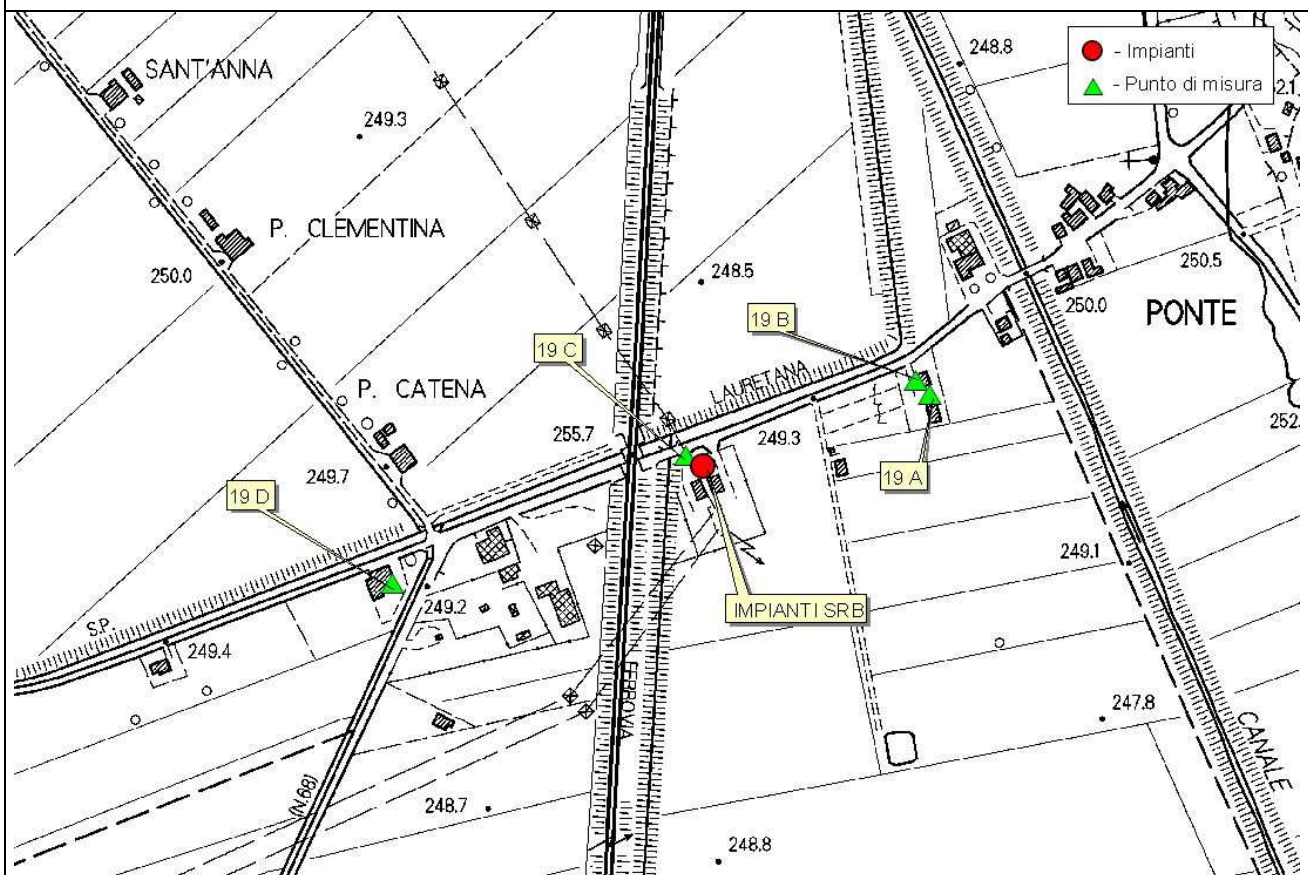 - Impianti
- Punto di misura
248.8
2.1
SANT'ANNA
249.3
P. CLEMENTINA
250.0
248.5
250.5
250.0
PONTE
19 B
19 C
LAURETANA
P. CATENA
255.7
249.3
252.
249.7
19 D
19 A
249.1
IMPIANTI SRB
249.2
S.P.
249.4
FERROVIA
247.8
CANALE
(N.68)
248.7
248.8